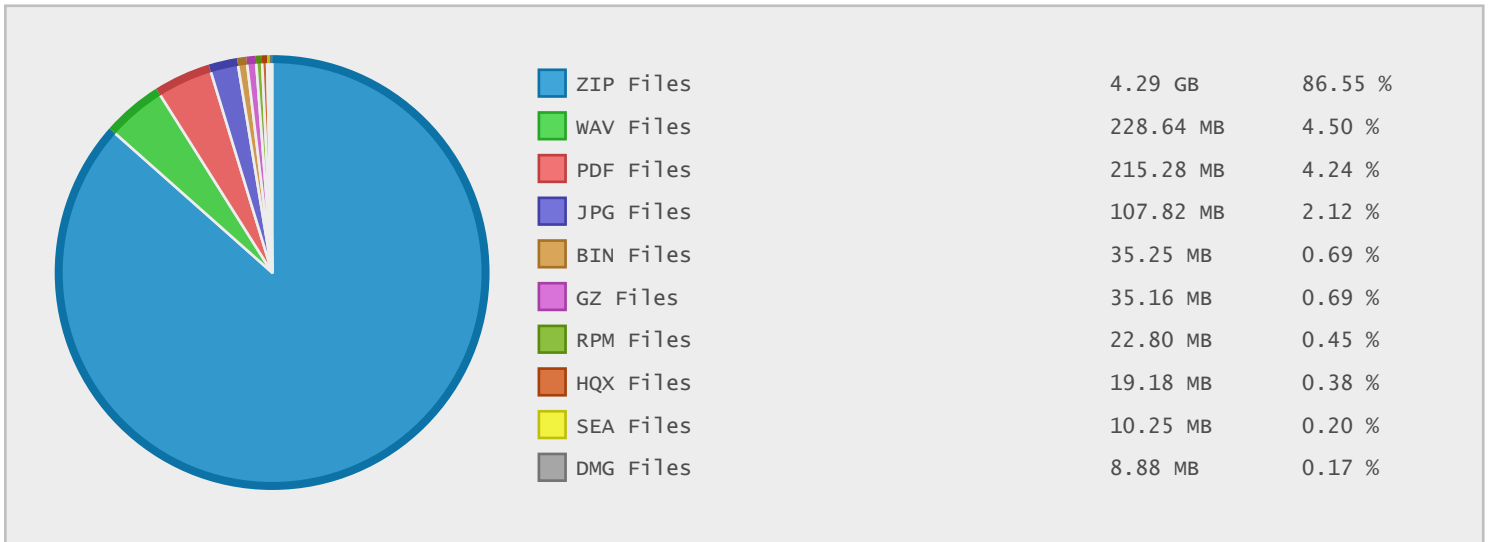 ZIP Files 4.29 GB 86.55 %
WAV Files 228.64 MB 4.50 %
PDF Files 215.28 MB 4.24 %
JPG Files 107.82 MB 2.12 %
BIN Files 35.25 MB 0.69 %
GZ Files 35.16 MB 0.69 %
RPM Files 22.80 MB 0.45 %
HQX Files 19.18 MB 0.38 %
SEA Files 10.25 MB 0.20 %
DMG Files 8.88 MB 0.17 %